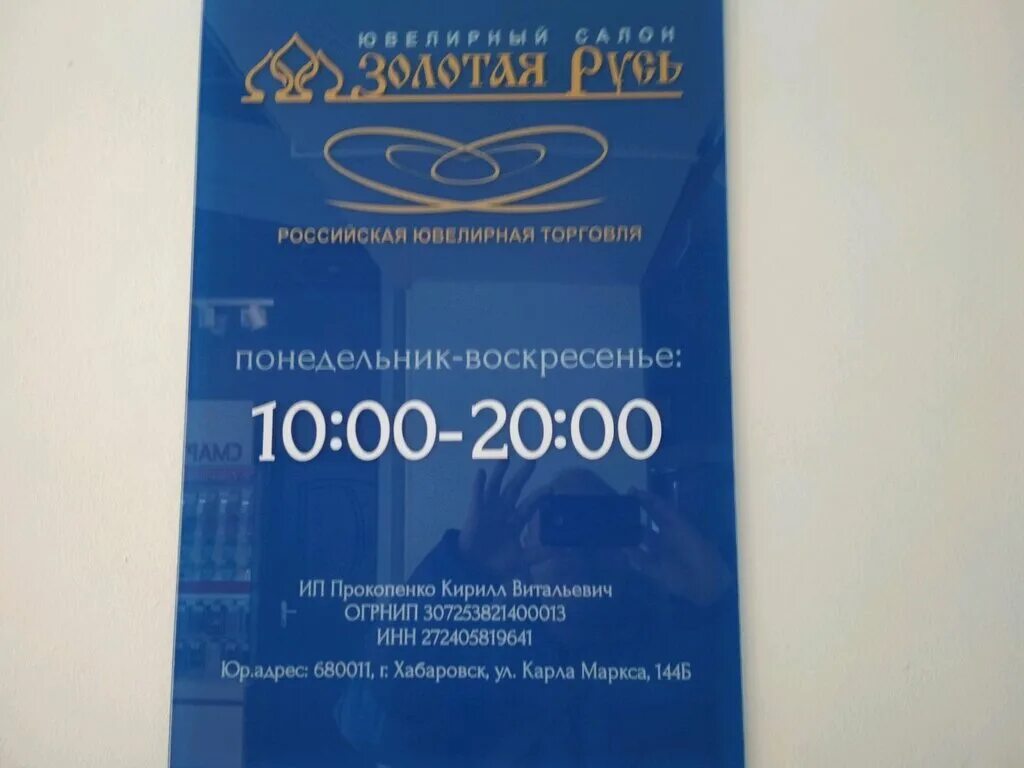 ЮВЕЛИРНЫЙ САЛОН
ЗОЛОТАЯ РУСЬ
РОССИЙСКАЯ ЮВЕЛИРНАЯ ТОРГОВЛЯ
ПОНЕДЕЛЬНИК-ВОСКРЕСЕНЬЕ:
10:00-20:00
ИП Прокопенко Кирилл Витальевич
ОГРНИП 307253821400013
ИНН 272405819641
Юр.адрес: 680011, г. Хабаровск, ул. Карла Маркса, 144Б